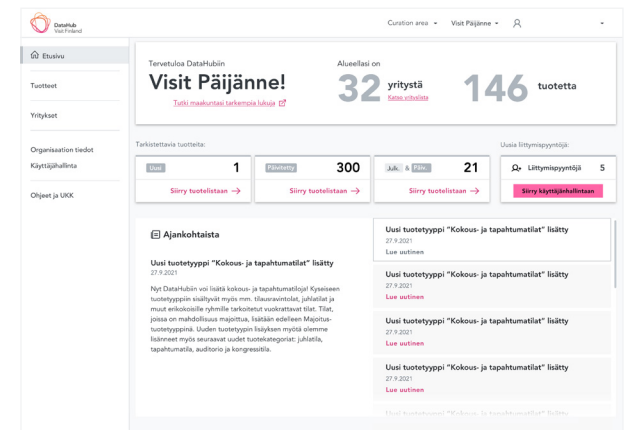 DataHub
Visit Finland
Curation area
Visit Päijänne
Etusivu
Tuotteet
Yritykset
Organisaation tiedot
Käyttäjähallinta
Ohjeet ja UKK
Tervetuloa DataHubiin
Visit Päijänne!
Tutki maakuntasi tarkempia lukuja
Alueellasi on
32 yritystä
Katso yrityslista
146 tuotetta
Tarkistettavia tuotteita:
Uusia liittymispyyntöjä:
Uusi 1
Siirry tuotelistaan →
Päivitetty 300
Siirry tuotelistaan →
Julk. & Päiv. 21
Siirry tuotelistaan →
Liittymispyyntöjä 5
Siirry käyttäjänhallintaan
Ajankohtaista
Uusi tuotetyyppi ”Kokous- ja tapahtumatilat” lisätty
27.9.2021
Nyt DataHubiin voi lisätä kokous- ja tapahtumatiloja! Kyseiseen
tuotetyyppiin sisältyvät myös mm. tilausravintolat, juhlatilat ja
muut erikokoisille ryhmille tarkoitetut vuokrattavat tilat. Tilat,
joissa on mahdollisuus majoittua, lisätään edelleen Majoitus-
tuotetyyppinä. Uuden tuotetyypin lisäyksen myötä olemme
lisänneet myös seuraavat uudet tuotekategoriat: juhlatila,
tapahtumatila, auditorio ja kongressitila.
Uusi tuotetyyppi ”Kokous- ja tapahtumatilat” lisätty
27.9.2021
Lue uutinen
Uusi tuotetyyppi ”Kokous- ja tapahtumatilat” lisätty
27.9.2021
Lue uutinen
Uusi tuotetyyppi ”Kokous- ja tapahtumatilat” lisätty
27.9.2021
Lue uutinen
Uusi tuotetyyppi ”Kokous- ja tapahtumatilat” lisätty
27.9.2021
Lue uutinen
Uusi tuotetyyppi ”Kokous- ja tapahtumatilat” lisätty